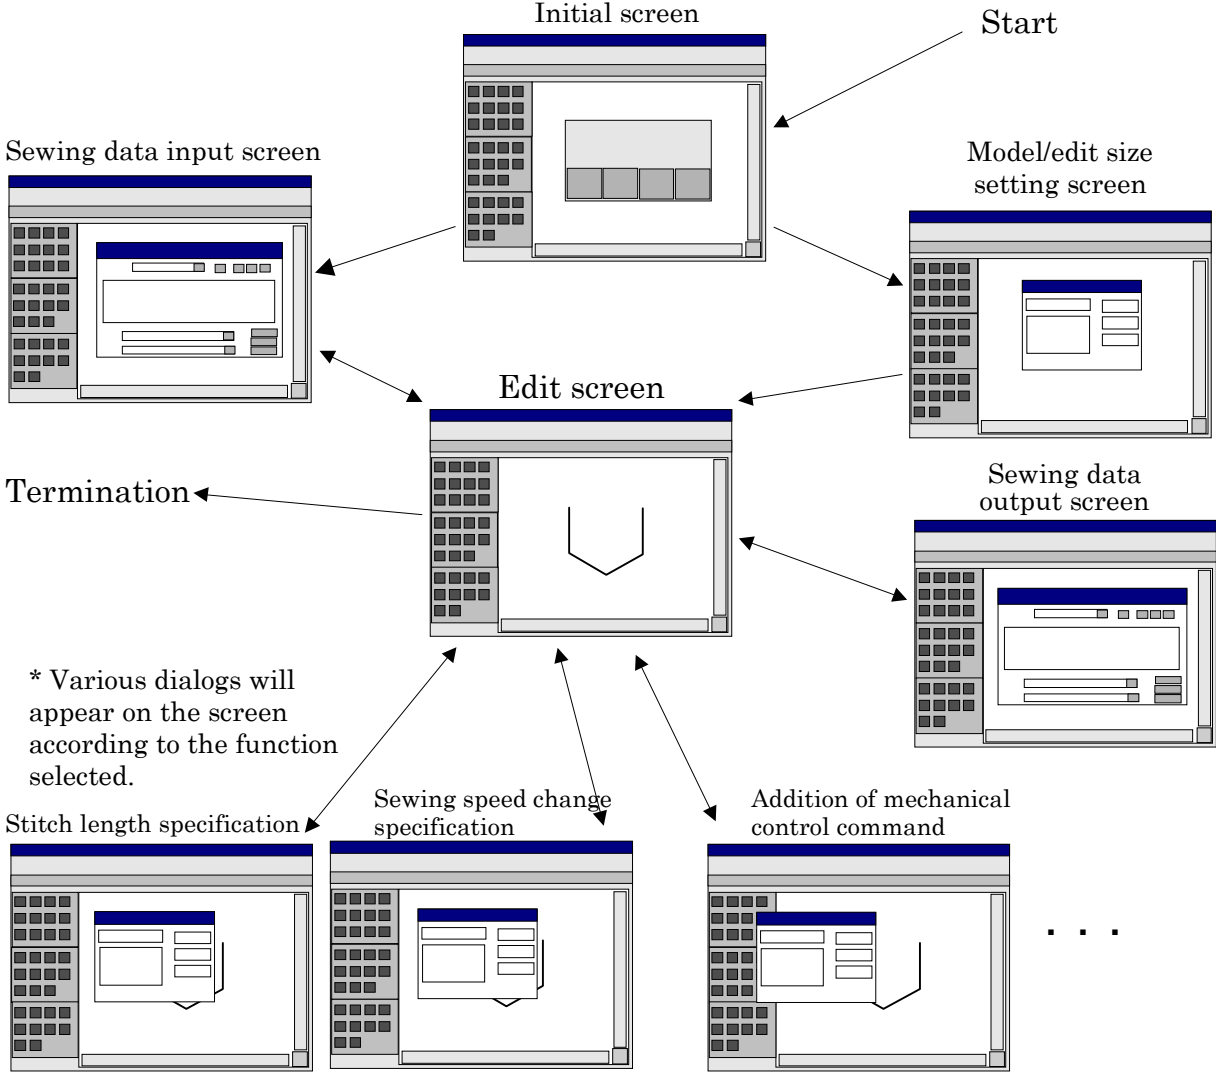 Initial screen
Start
Sewing data input screen
Model/edit size
setting screen
Edit screen
Termination
Sewing data
output screen
* Various dialogs will
appear on the screen
according to the function
selected.
Stitch length specification
Sewing speed change
specification
Addition of mechanical
control command
. . .